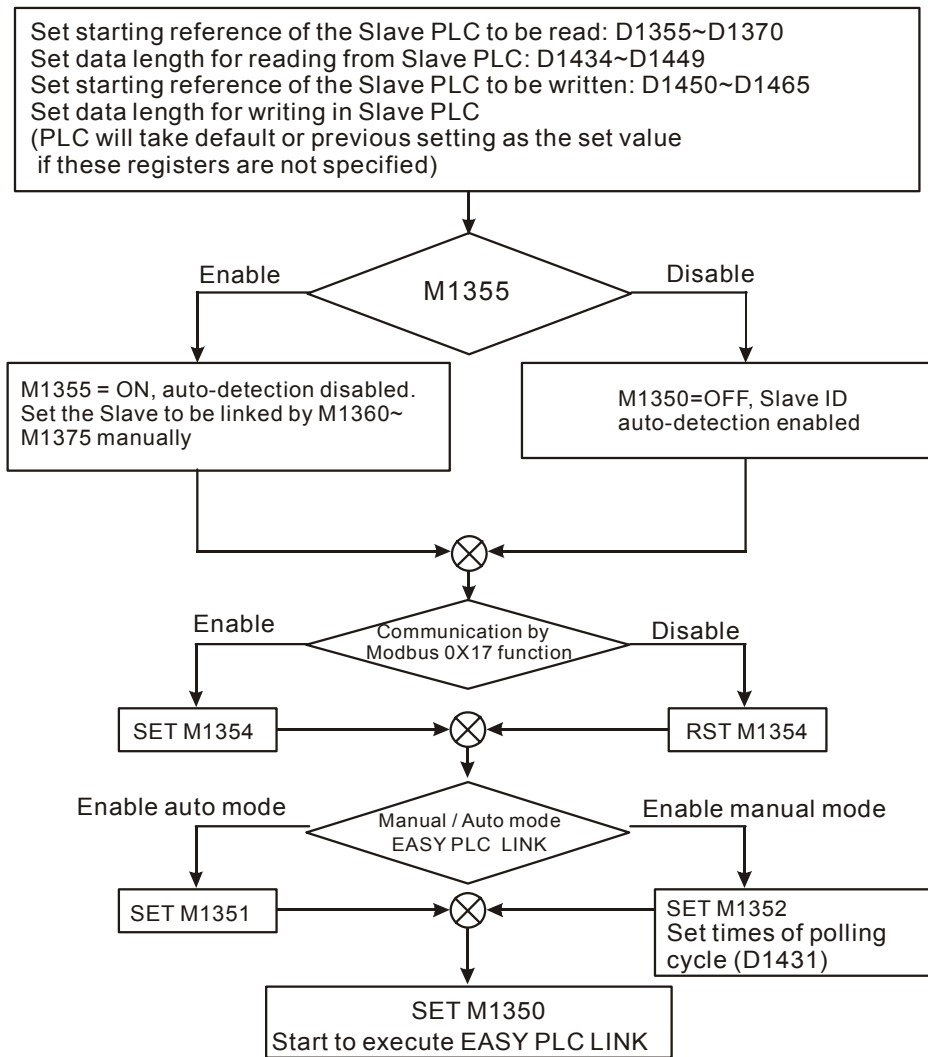 Set starting reference of the Slave PLC to be read: D1355~D1370
Set data length for reading from Slave PLC: D1434~D1449
Set starting reference of the Slave PLC to be written: D1450~D1465
Set data length for writing in Slave PLC
(PLC will take default or previous setting as the set value
if these registers are not specified)
Enable
M1355
Disable
M1355 = ON, auto-detection disabled.
Set the Slave to be linked by M1360~
M1375 manually
M1350=OFF, Slave ID
auto-detection enabled
Enable
Communication by
Modbus 0X17 function
Disable
SET M1354
RST M1354
Enable auto mode
Manual / Auto mode
EASY PLC LINK
Enable manual mode
SET M1351
SET M1352
Set times of polling
cycle (D1431)
SET M1350
Start to execute EASY PLC LINK